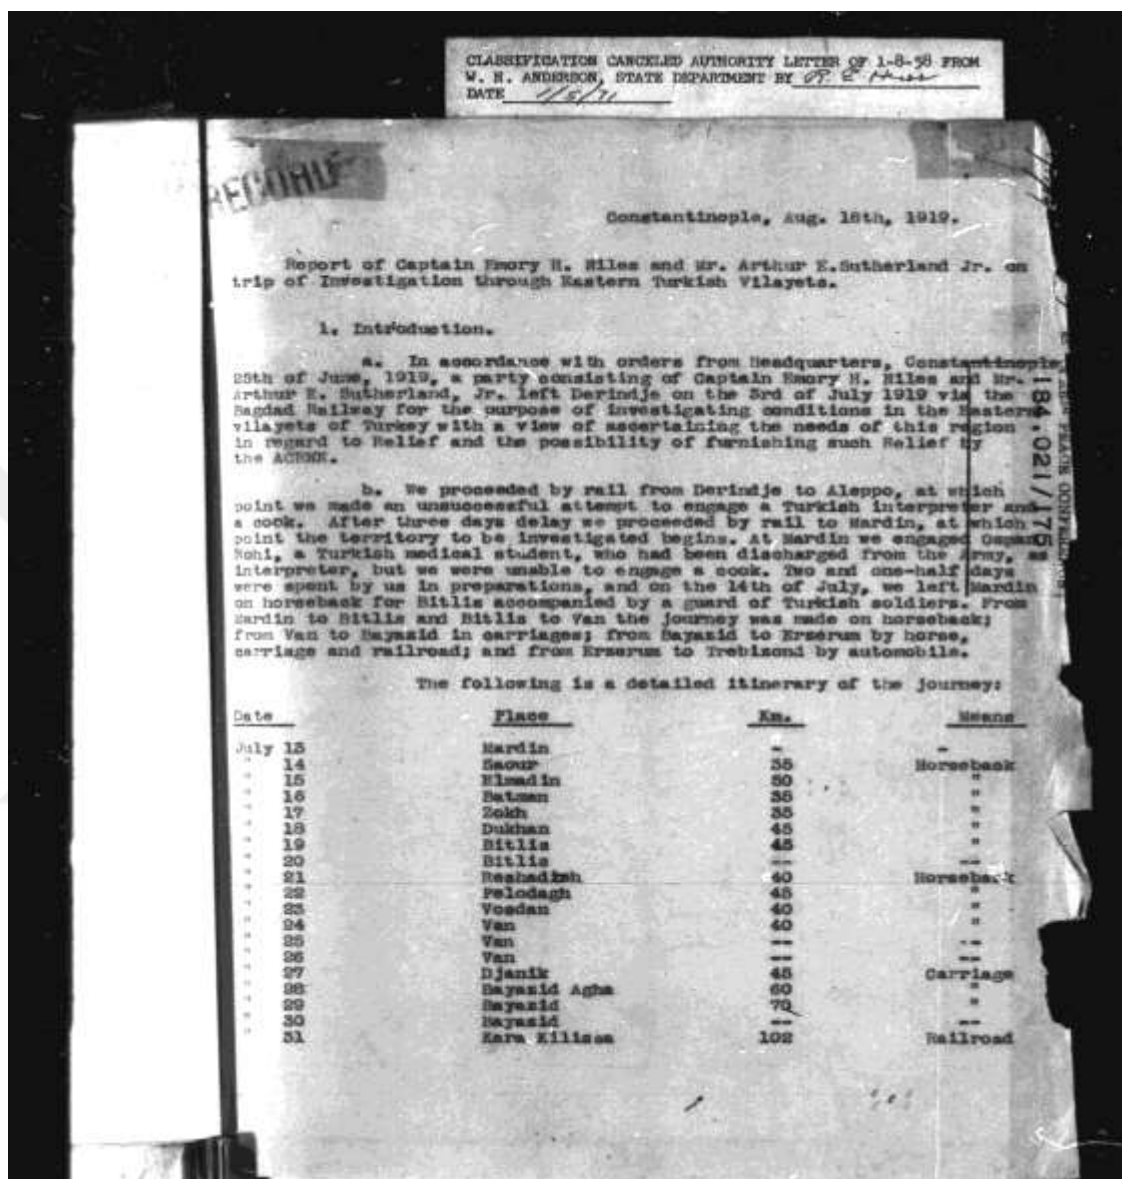 CLASSIFICATION CANCELED AUTHORITY LETTER OF 1-8-58 FROM
W. H. ANDERSON, STATE DEPARTMENT BY R. E.
DATE 1/5/71
RECORD
Constantinople, Aug. 16th, 1919.
Report of Captain Emory H. Niles and Mr. Arthur E.Sutherland Jr. on
trip of Investigation through Eastern Turkish Vilayets.
1. Introduction.
a. In accordance with orders from Headquarters, Constantinople
25th of June, 1919, a party consisting of Captain Emory H. Niles and Mr.
Arthur E. Sutherland, Jr. left Derindje on the 3rd of July 1919 via the
Bagdad Railway for the purpose of investigating conditions in the Eastern
vilayets of Turkey with a view of ascertaining the needs of this region
in regard to Relief and the possibility of furnishing such Relief by
the
b. We proceeded by rail from Derindje to Aleppo, at which
point we made an unsuccessful attempt to engage a Turkish interpreter and
a cook. After three days delay we proceeded by rail to Mardin, at which
point the territory to be investigated begins. At Mardin we engaged Osman
Nohi, a Turkish medical student, who had been discharged from the Army, as
interpreter, but we were unable to engage a cook. Two and one-half days
were spent by us in preparations, and on the 14th of July, we left Mardin
on horseback for Bitlis accompanied by a guard of Turkish soldiers. From
Mardin to Bitlis and Bitlis to Van the journey was made on horseback;
from Van to Bayazid in carriages; from Bayazid to Erzerum by horse,
carriage and railroad; and from Erzerum to Trebizond by automobile.
The following is a detailed itinerary of the journey:
Date Place Km. Means
July 13 Mardin - -
" 14 Saour 35 Horseback
" 15 Elmadin 50 "
" 16 Batman 35 "
" 17 Zokh 35 "
" 18 Dukhan 45 "
" 19 Bitlis 45 "
" 20 Bitlis -- --
" 21 40 Horseback
" 22 Pelodagh 45 "
" 23 Vosdan 40 "
" 24 Van 40 "
" 25 Van -- --
" 26 Van -- --
" 27 Djanik 45 Carriage
" 28 Bayazid Agha 60 "
" 29 Bayazid 70 "
" 30 Bayazid -- --
" 31 Kara Kilissa 102 Railroad
184.021/175
PEACE CONFERENCE